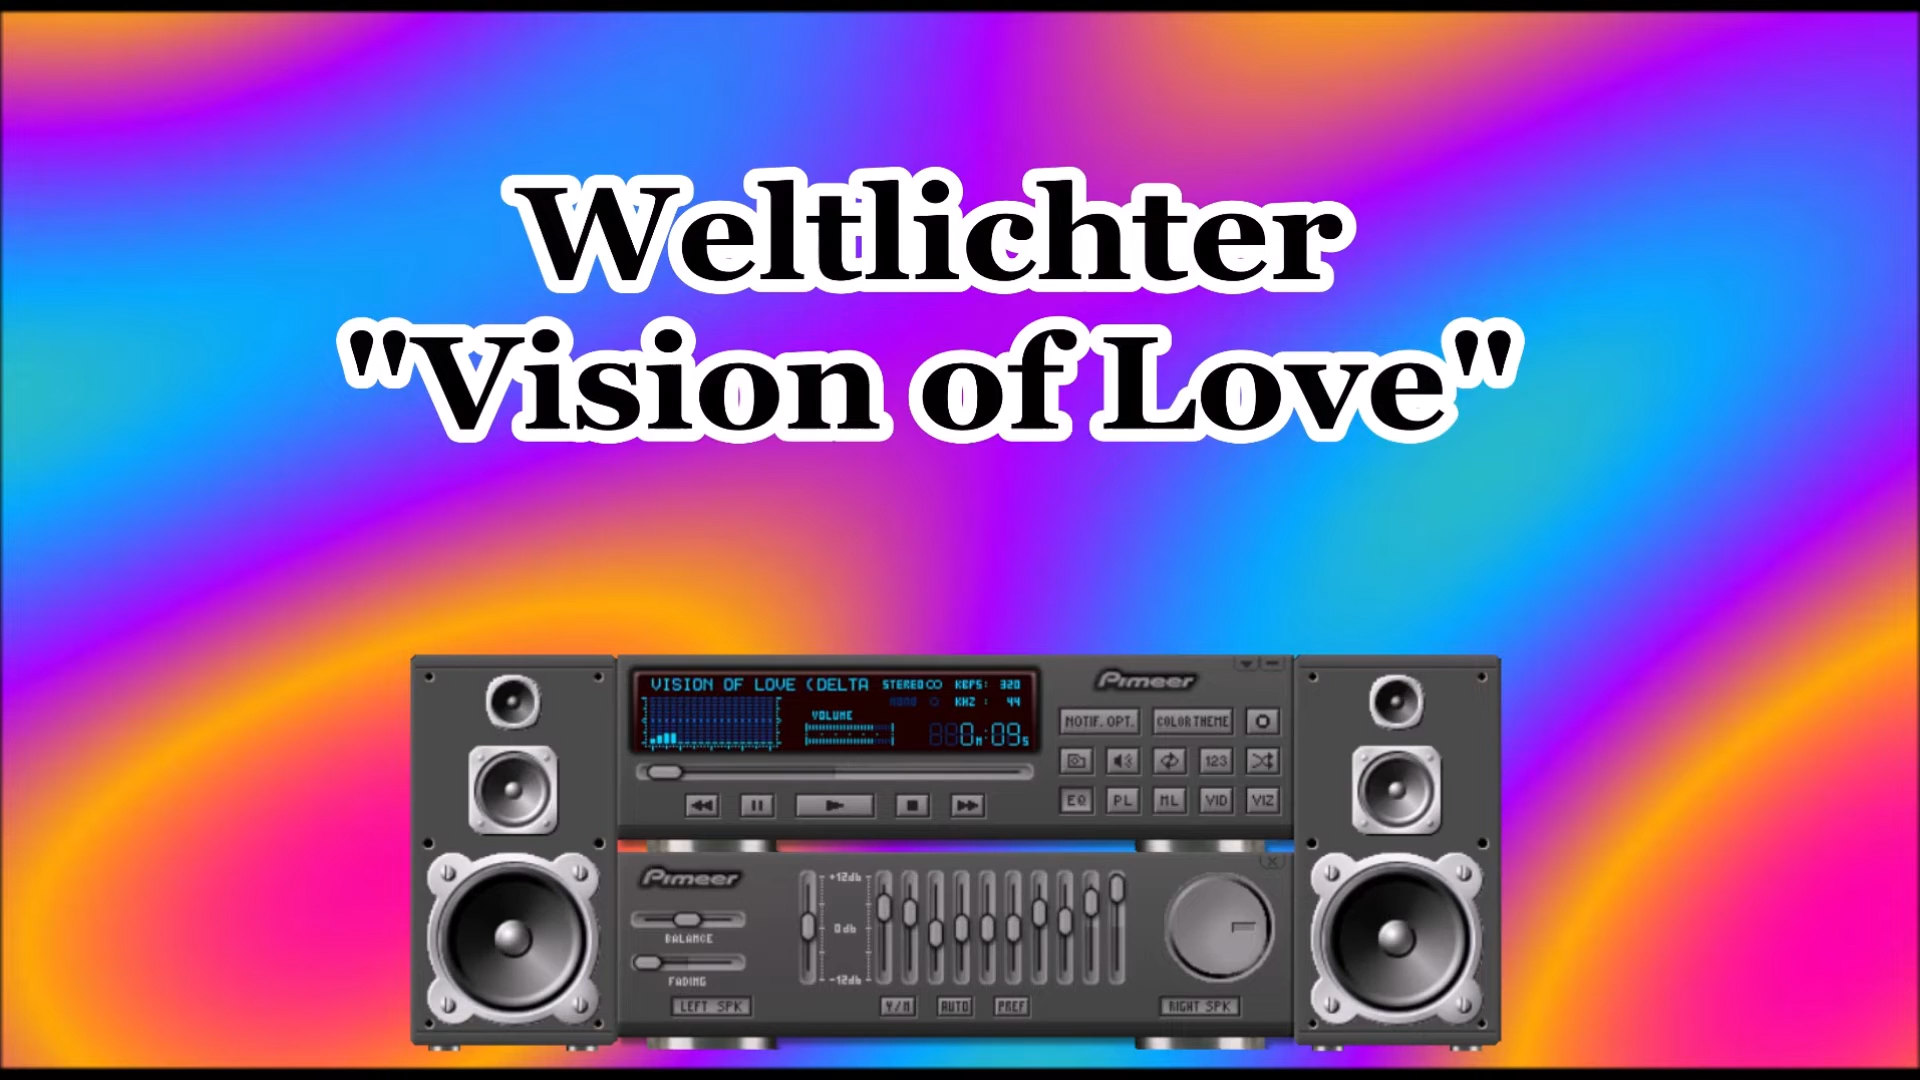 Weltlichter
"Vision of Love"
VISION OF LOVE (DELTA
STEREO
KBPS: 320
MONO
KHZ : 44
VOLUME
0M:09s
Pimeer
NOTIF. OPT.
COLOR THEME
123
EQ
PL
ML
VID
VIZ
Pimeer
BALANCE
FADING
LEFT SPK
+12db
0db
-12db
Y/N
AUTO
PREF
RIGHT SPK